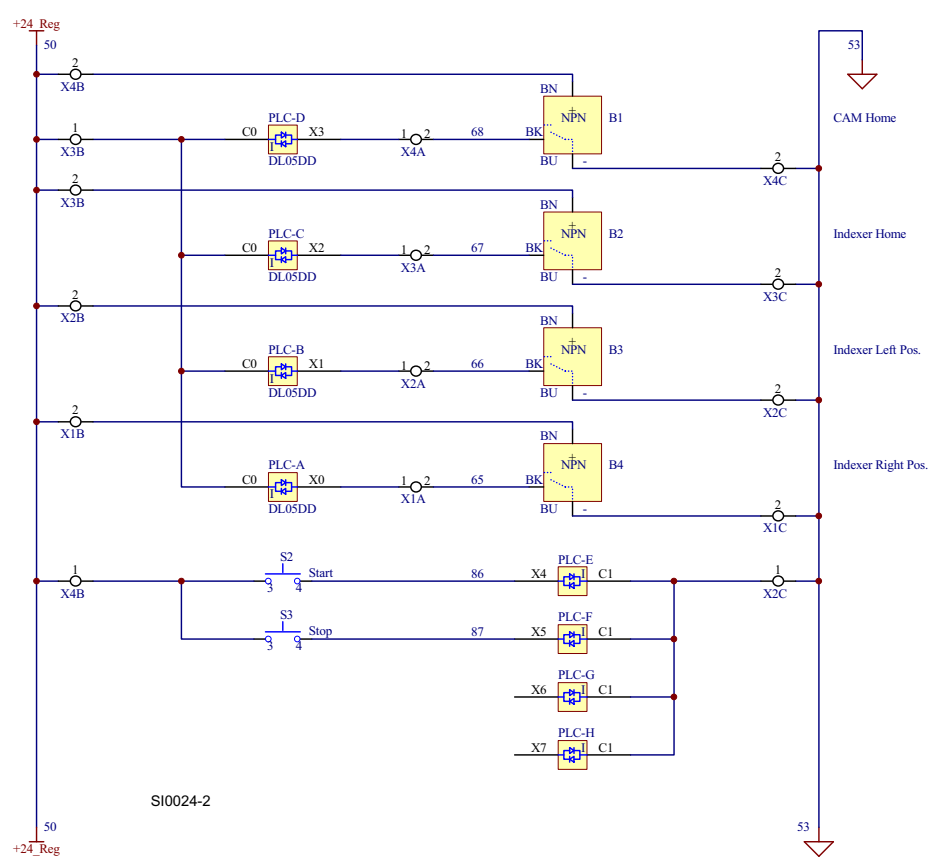 +24_Reg
50
53
2
X4B
BN
PLC-D
+
NPN
B1
CAM Home
1
C0
X3
1 2
68
BK
X3B
I
DL05DD
X4A
BU
-
2
X4C
2
X3B
BN
PLC-C
+
NPN
B2
Indexer Home
C0
X2
1 2
67
BK
I
DL05DD
X3A
BU
-
2
X3C
2
X2B
BN
PLC-B
+
NPN
B3
Indexer Left Pos.
C0
X1
1 2
66
BK
I
DL05DD
X2A
BU
-
2
X2C
2
X1B
BN
PLC-A
+
NPN
B4
Indexer Right Pos.
C0
X0
1 2
65
BK
I
DL05DD
X1A
BU
-
2
X1C
S2
PLC-E
1
Start
86
X4
I
C1
1
X4B
3 4
X2C
S3
PLC-F
Stop
87
X5
I
C1
3 4
PLC-G
X6
I
C1
PLC-H
X7
I
C1
SI0024-2
50
53
+24_Reg